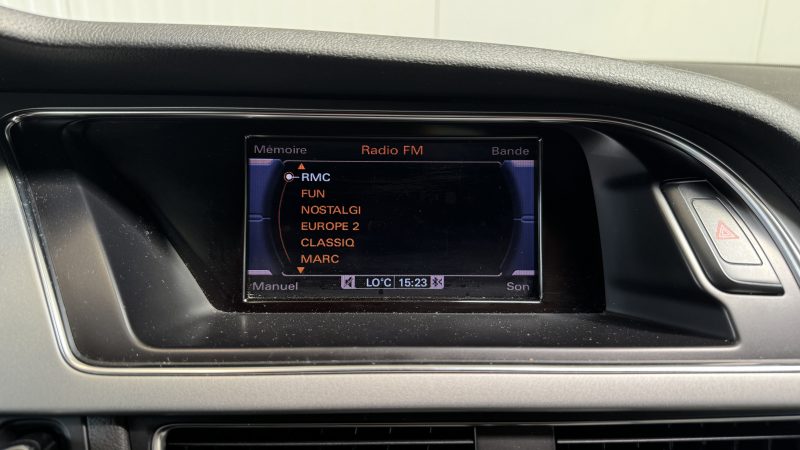 Mémoire Radio FM Bande
RMC
FUN
NOSTALGI
EUROPE 2
CLASSIQ
MARC
LO°C 15:23
Manuel Son